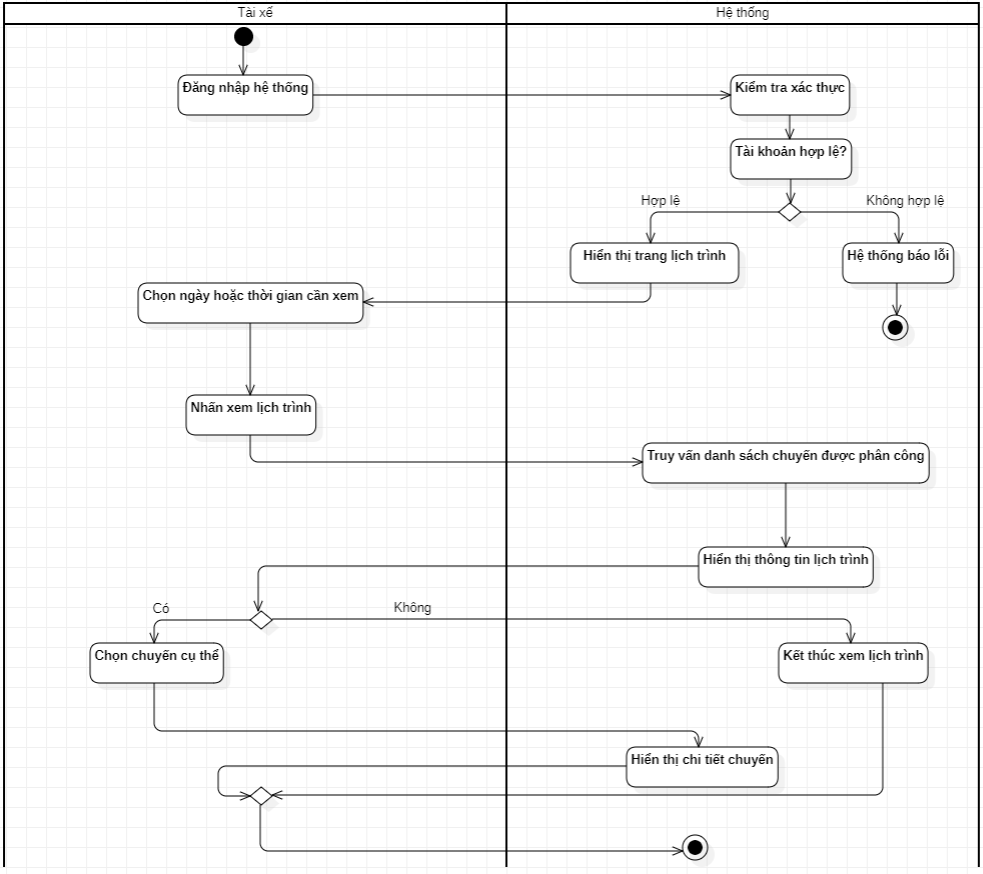 Tài xế
Hệ thống
Đăng nhập hệ thống
Kiểm tra xác thực
Tài khoản hợp lệ?
Hợp lệ
Không hợp lệ
Hiển thị trang lịch trình
Hệ thống báo lỗi
Chọn ngày hoặc thời gian cần xem
Nhấn xem lịch trình
Truy vấn danh sách chuyến được phân công
Hiển thị thông tin lịch trình
Có
Không
Chọn chuyến cụ thể
Kết thúc xem lịch trình
Hiển thị chi tiết chuyến